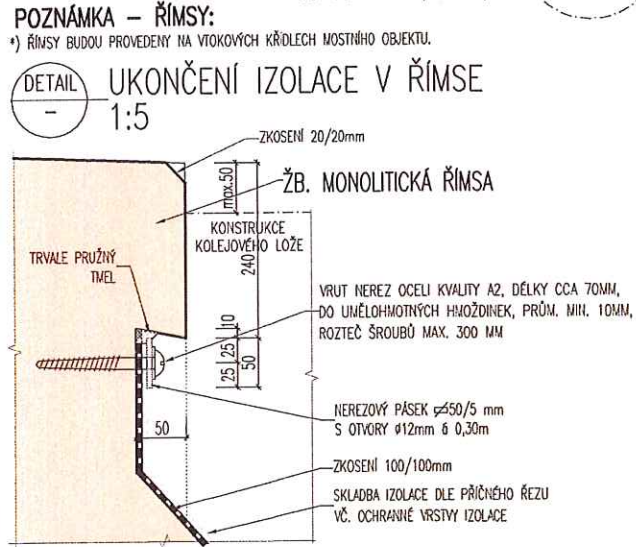 POZNÁMKA – ŘÍMSY:
*) ŘÍMSY BUDOU PROVEDENY NA VTOKOVÝCH KŘÍDLECH MOSTNÍHO OBJEKTU.
DETAIL
–
UKONČENÍ IZOLACE V ŘÍMSE
1:5
ZKOSENÍ 20/20mm
max.50
ŽB. MONOLITICKÁ ŘÍMSA
KONSTRUKCE
KOLEJOVÉHO LOŽE
240
TRVALE PRUŽNÝ
TMEL
VRUT NEREZ OCELI KVALITY A2, DÉLKY CCA 70MM,
DO UMĚLOHMOTNÝCH HMOŽDINEK, PRŮM. MIN. 10MM,
ROZTEČ ŠROUBŮ MAX. 300 MM
10
25
50
25
50
NEREZOVÝ PÁSEK ▱50/5 mm
S OTVORY ø12mm á 0,30m
ZKOSENÍ 100/100mm
SKLADBA IZOLACE DLE PŘÍČNÉHO ŘEZU
VČ. OCHRANNÉ VRSTVY IZOLACE